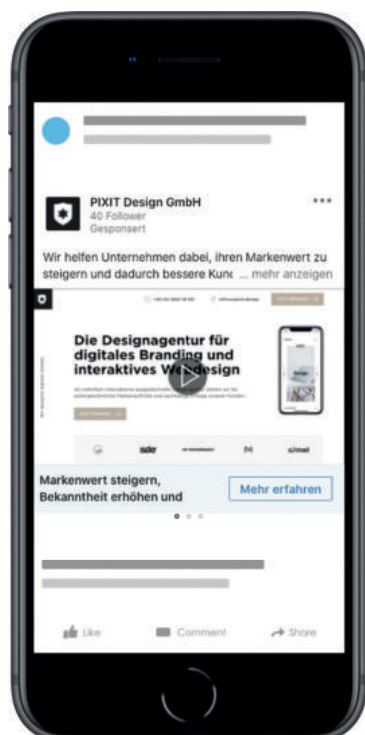 PIXIT Design GmbH
40 Follower
Gesponsert
Wir helfen Unternehmen dabei, ihren Markenwert zu
steigern und dadurch bessere Kun ... mehr anzeigen
Die Designagentur für
digitales Branding und
interaktives Webdesign
Markenwert steigern,
Bekanntheit erhöhen und
Mehr erfahren
Like
Comment
Share